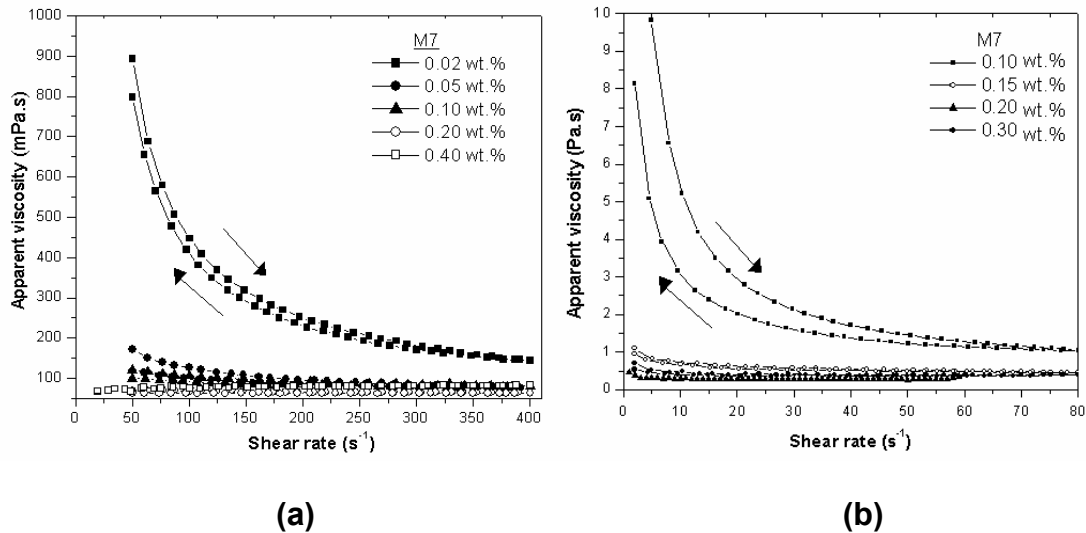 1000
900
800
700
600
500
400
300
200
100
Apparent viscosity (mPa.s)
M7
0.02 wt.%
0.05 wt.%
0.10 wt.%
0.20 wt.%
0.40 wt.%
0 50 100 150 200 250 300 350 400
Shear rate (s⁻¹)
(a)
(b)
10
9
8
7
6
5
4
3
2
1
0
Apparent viscosity (Pa.s)
M7
0.10 wt.%
0.15 wt.%
0.20 wt.%
0.30 wt.%
0 10 20 30 40 50 60 70 80
Shear rate (s⁻¹)
(a)
(b)